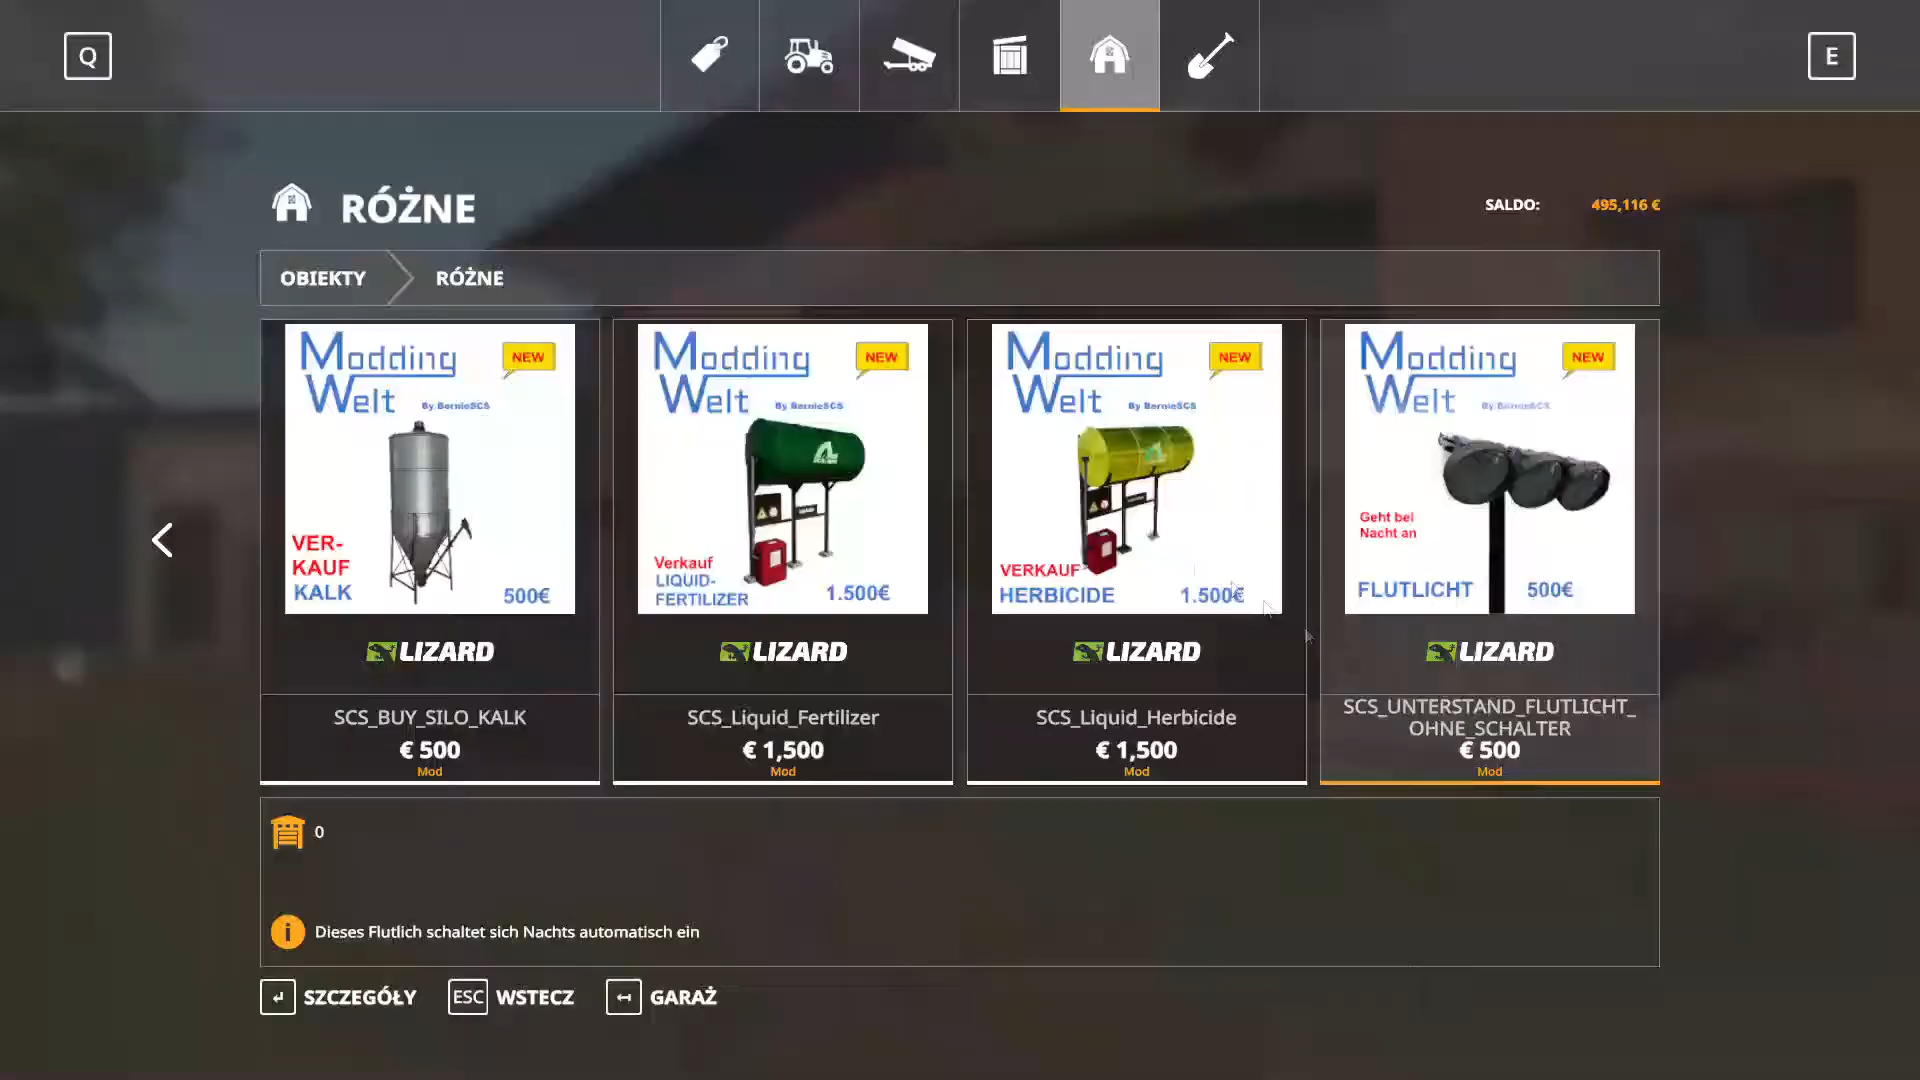 Q
E
RÓŻNE
SALDO: 495,116 €
OBIEKTY RÓŻNE
Modding
Welt
By BernieSCS
NEW
VER-
KAUF
KALK
500€
LIZARD
SCS_BUY_SILO_KALK
€ 500
Mod
Modding
Welt
By BernieSCS
NEW
Verkauf
LIQUID-
FERTILIZER
1.500€
LIZARD
SCS_Liquid_Fertilizer
€ 1,500
Mod
Modding
Welt
By BernieSCS
NEW
VERKAUF
HERBICIDE
1.500€
LIZARD
SCS_Liquid_Herbicide
€ 1,500
Mod
Modding
Welt
By BernieSCS
NEW
Geht bei
Nacht an
FLUTLICHT
500€
LIZARD
SCS_UNTERSTAND_FLUTLICHT_
OHNE_SCHALTER
€ 500
Mod
0
i
Dieses Flutlich schaltet sich Nachts automatisch ein
SZCZEGÓŁY ESC WSTECZ GARAŻ